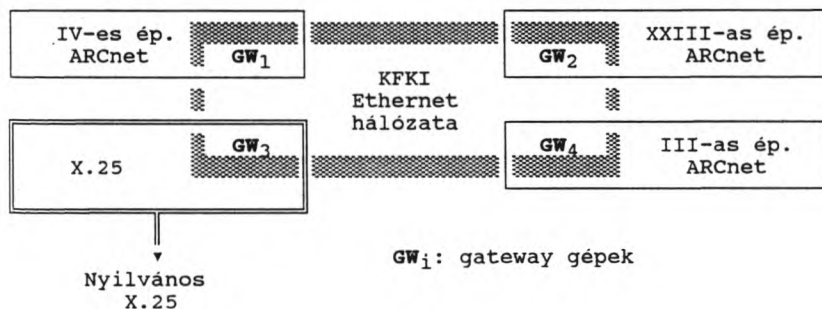 IV-es ép.
ARCnet
GW1
KFKI
Ethernet
hálózata
GW2
XXIII-as ép.
ARCnet
X.25
GW3
GW4
III-as ép.
ARCnet
GWi: gateway gépek
Nyilvános
X.25